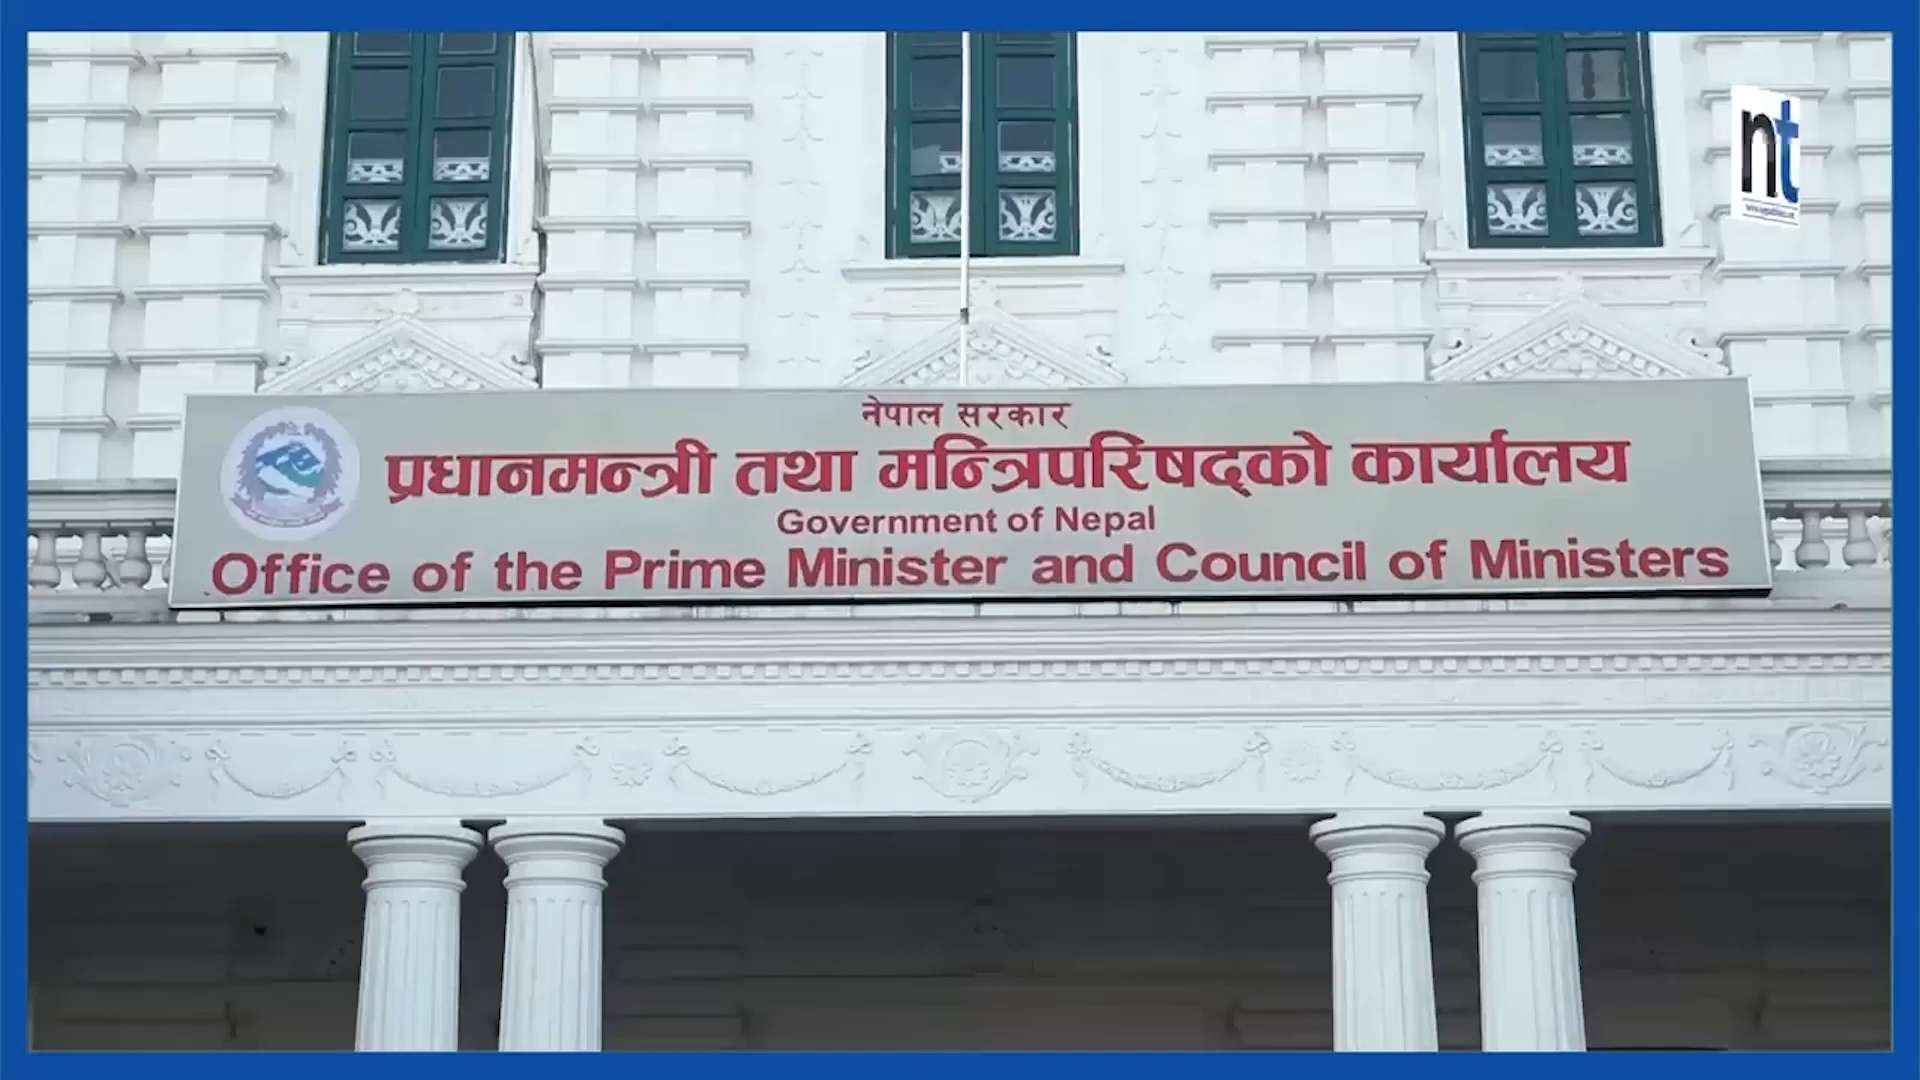 नेपाल सरकार
प्रधानमन्त्री तथा मन्त्रिपरिषद्को कार्यालय
Government of Nepal
Office of the Prime Minister and Council of Ministers
nt